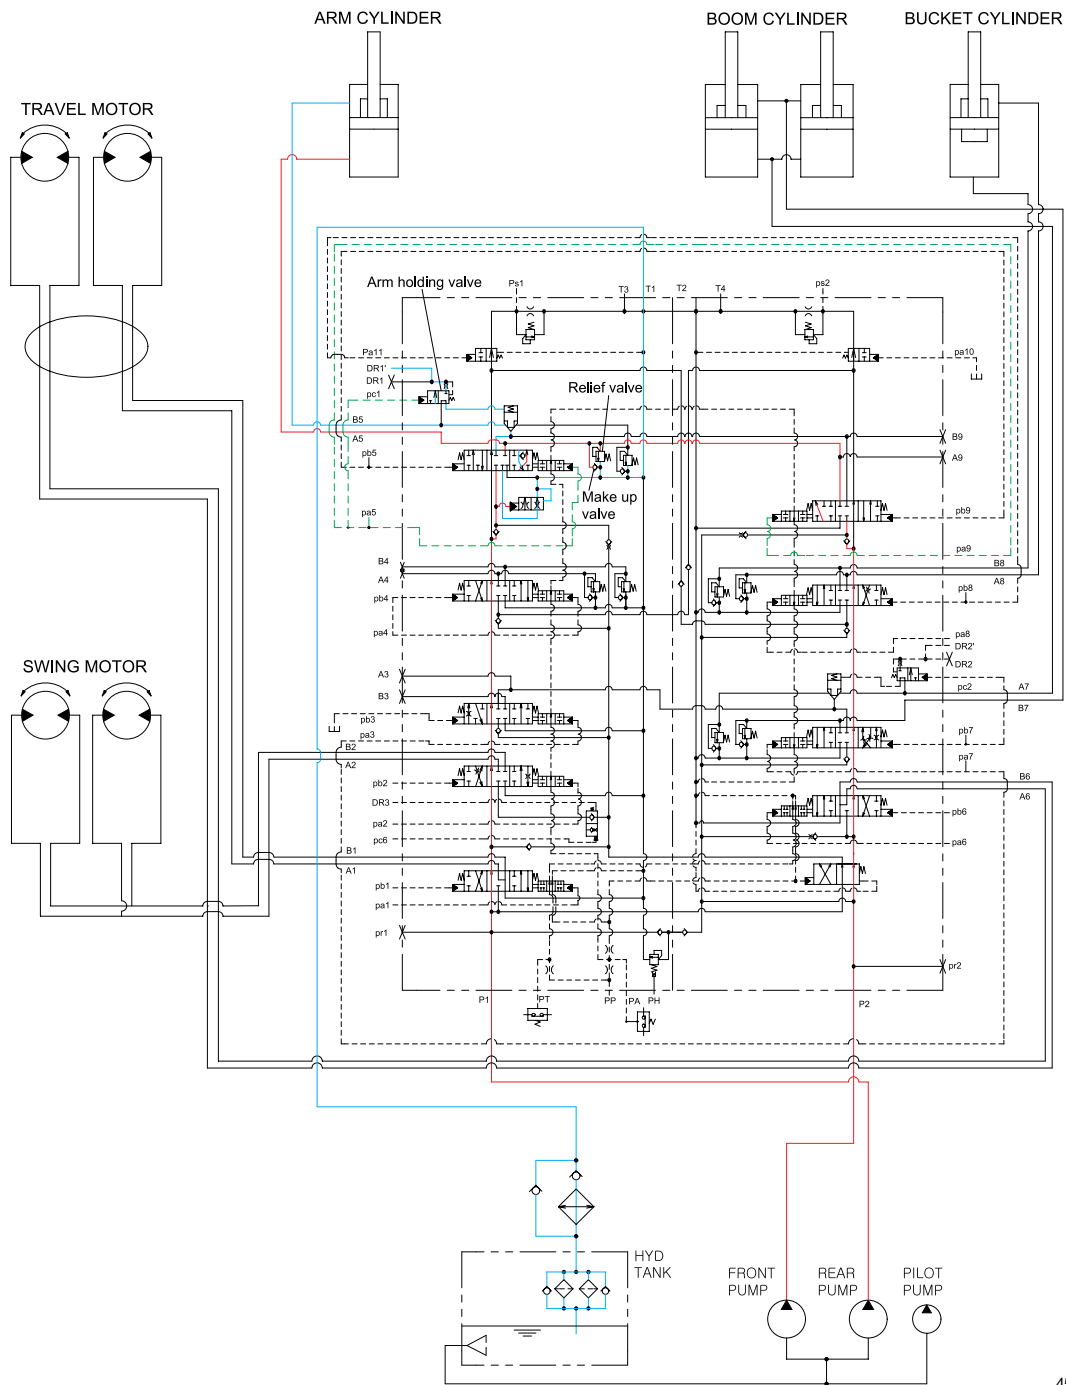 ARM CYLINDER
BOOM CYLINDER
BUCKET CYLINDER
TRAVEL MOTOR
Arm holding valve
Ps1
T3
T1
T2
T4
ps2
Pa11
pa10
DR1'
DR1
Relief valve
pc1
B5
A5
B9
A9
pb5
Make up
valve
pb9
pa5
pa9
B4
B8
A4
A8
pb4
pb8
pa4
pa8
DR2'
DR2
SWING MOTOR
A3
pc2
A7
B3
B7
pb3
pa3
pb7
B2
pa7
A2
B6
pb2
A6
DR3
pb6
pa2
pc6
pa6
B1
A1
pb1
pa1
pr1
pr2
P1
PT
PP
PA
PH
P2
HYD
TANK
FRONT
PUMP
REAR
PUMP
PILOT
PUMP